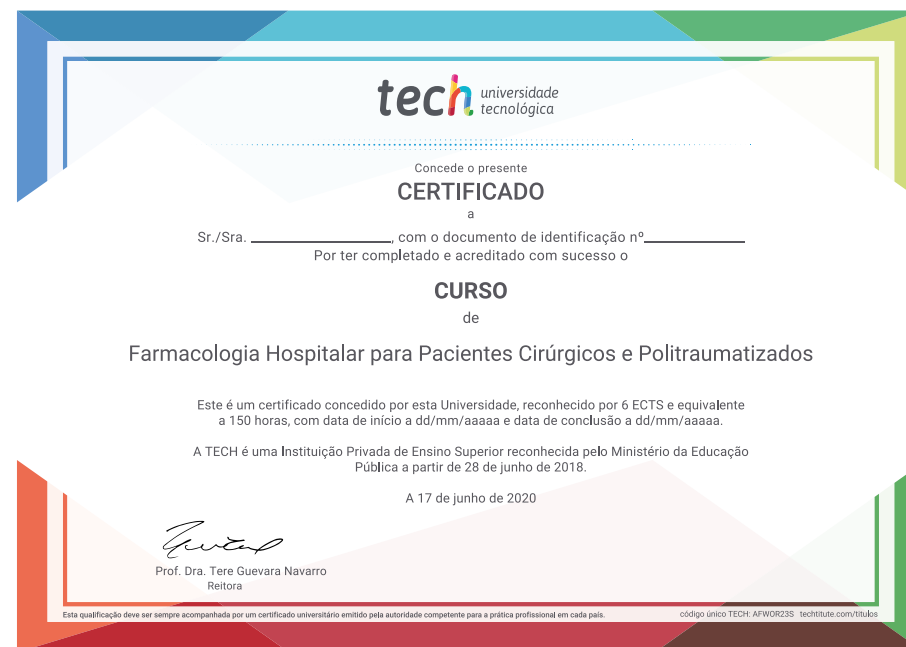 tech universidade
tecnológica
Concede o presente
CERTIFICADO
a
Sr./Sra. ____________, com o documento de identificação nº____________
Por ter completado e acreditado com sucesso o
CURSO
de
Farmacologia Hospitalar para Pacientes Cirúrgicos e Politraumatizados
Este é um certificado concedido por esta Universidade, reconhecido por 6 ECTS e equivalente
a 150 horas, com data de início a dd/mm/aaaaa e data de conclusão a dd/mm/aaaaa.
A TECH é uma Instituição Privada de Ensino Superior reconhecida pelo Ministério da Educação
Pública a partir de 28 de junho de 2018.
A 17 de junho de 2020
Prof. Dra. Tere Guevara Navarro
Reitora
Esta qualificação deve ser sempre acompanhada por um certificado universitário emitido pela autoridade competente para a prática profissional em cada país. código único TECH: AFWOR23S techtitute.com/titulos